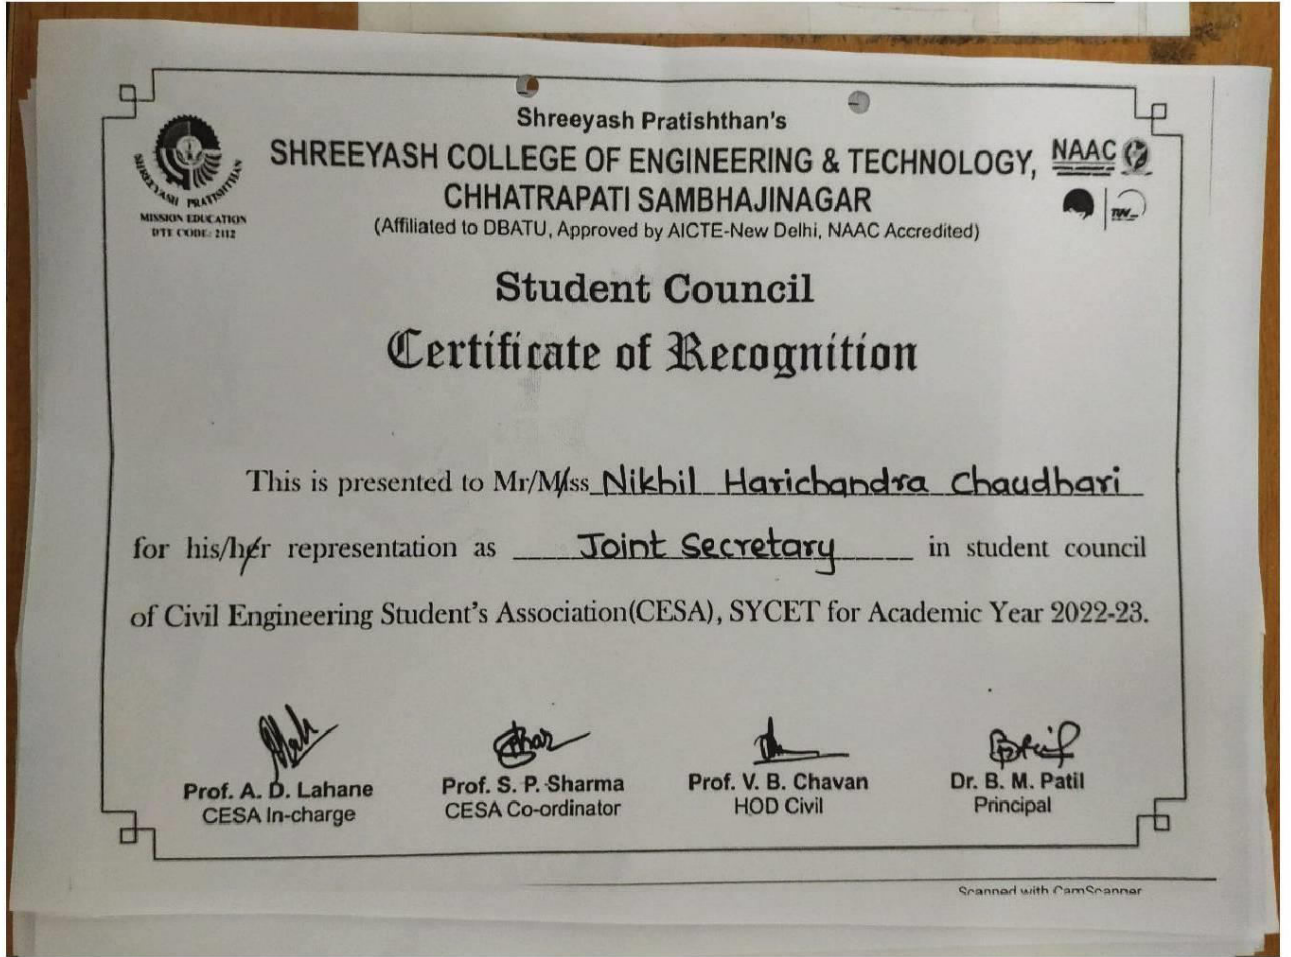 Shreeyash Pratishthan's
SHREEYASH COLLEGE OF ENGINEERING & TECHNOLOGY,
CHHATRAPATI SAMBHAJINAGAR
(Affiliated to DBATU, Approved by AICTE-New Delhi, NAAC Accredited)
SHREEYASH PRATISHTHAN
MISSION EDUCATION
DTE CODE: 2112
NAAC
Student Council
Certificate of Recognition
This is presented to Mr/Miss Nikhil Harichandra Chaudhari
for his/her representation as Joint Secretary in student council
of Civil Engineering Student's Association(CESA), SYCET for Academic Year 2022-23.
Prof. A. D. Lahane
CESA In-charge
Prof. S. P. Sharma
CESA Co-ordinator
Prof. V. B. Chavan
HOD Civil
Dr. B. M. Patil
Principal
Scanned with CamScanner